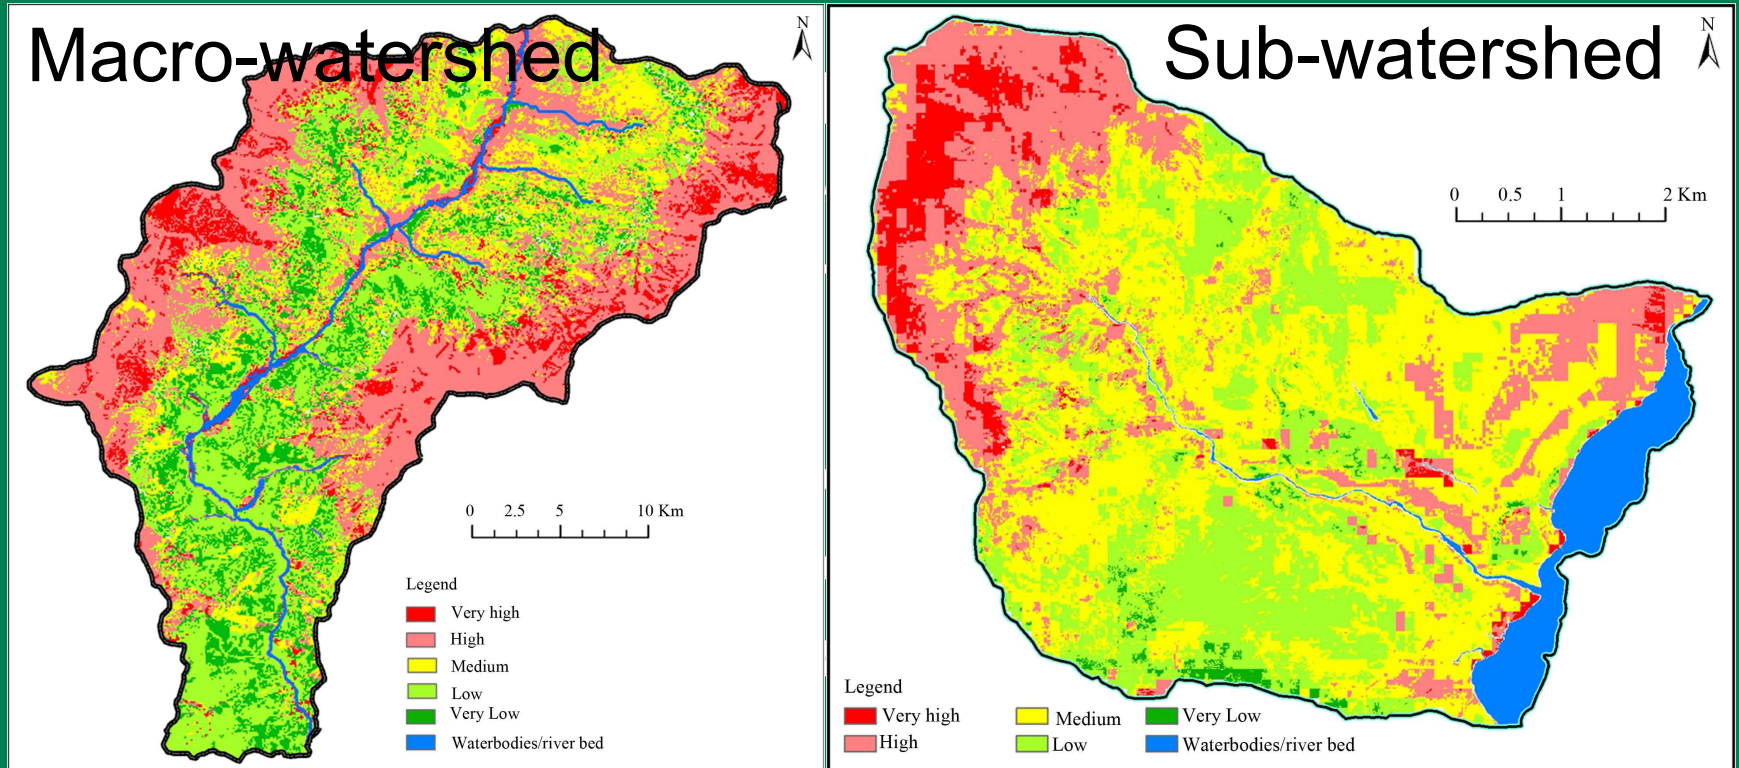 Macro-watershed
N
0 2.5 5 10 Km
Legend
Very high
High
Medium
Low
Very Low
Waterbodies/river bed
Sub-watershed
N
0 0.5 1 2 Km
Legend
Very high Medium Very Low
High Low Waterbodies/river bed